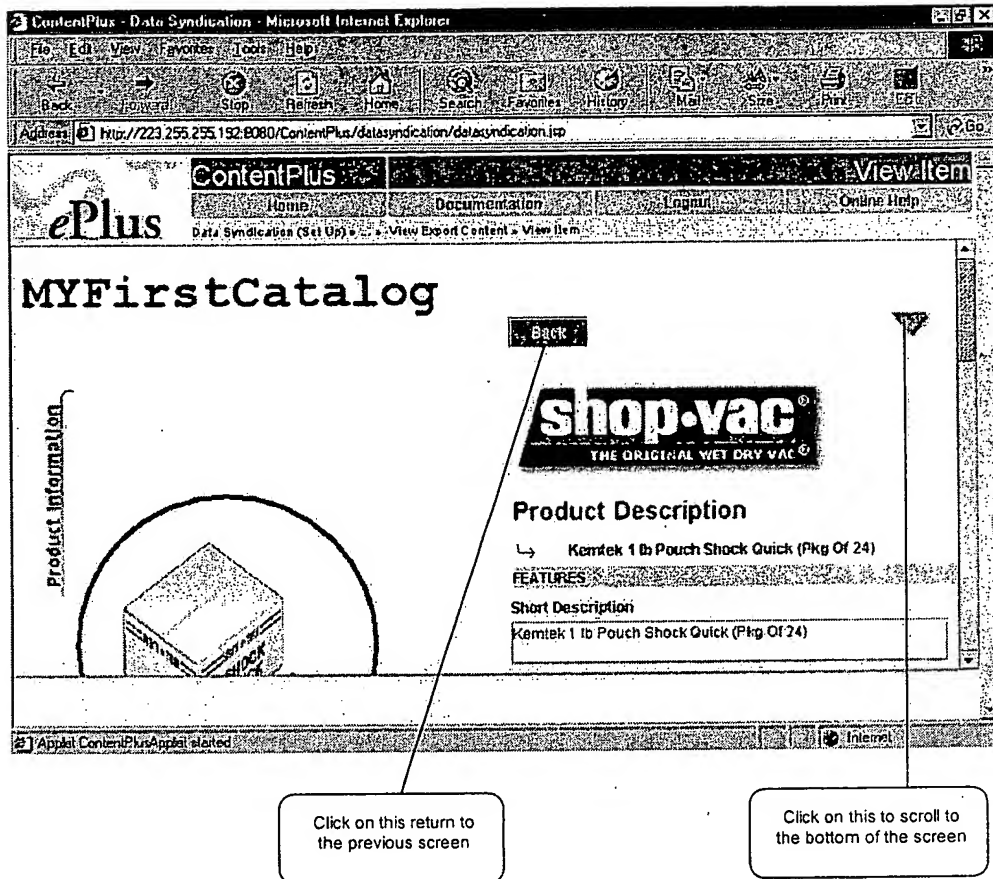 ContentPlus - Data Syndication - Microsoft Internet Explorer
File Edit View Favorites Tools Help
Back Forward Stop Refresh Home Search Favorites History Mail Size Print Edit
Address http://223.255.255.192:8080/ContentPlus/datasyndication/datasyndication.jsp Go
ePlus
ContentPlus View Item
Home Documentation Logout Online Help
Data Syndication (Set Up) » ... » View Export Content » View Item
MYFirstCatalog
Back
Product Information
shop•vac®
THE ORIGINAL WET DRY VAC®
Product Description
Kemtek 1 lb Pouch Shock Quick (Pkg Of 24)
FEATURES
Short Description
Kemtek 1 lb Pouch Shock Quick (Pkg Of 24)
SHOCK
Applet ContentPlusApplet started Internet
Click on this return to
the previous screen
Click on this to scroll to
the bottom of the screen